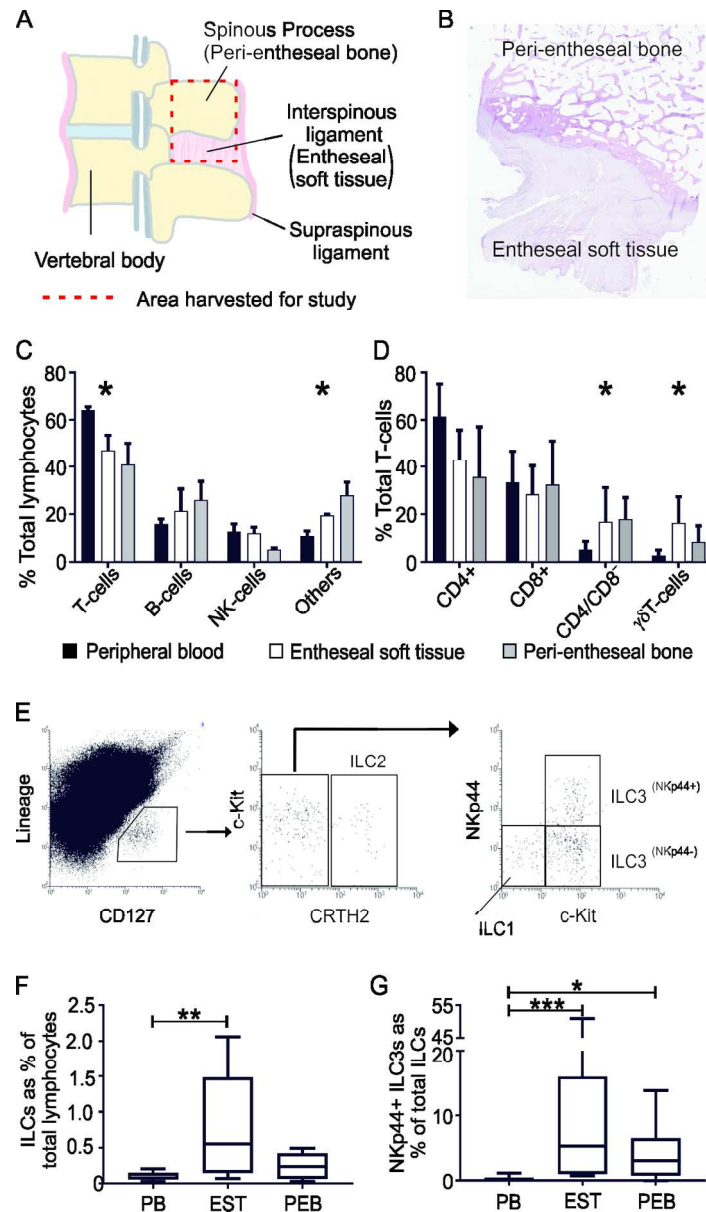 A
Spinous Process
(Peri-entheseal bone)
Interspinous
ligament
(Entheseal
soft tissue)
Supraspinous
ligament
Vertebral body
Area harvested for study
B
Peri-entheseal bone
Entheseal soft tissue
C
% Total lymphocytes
80
60
40
20
0
*
*
T-cells
B-cells
NK-cells
Others
D
% Total T-cells
80
60
40
20
0
*
*
CD4+
CD8+
CD4/CD8⁻
γδT-cells
Peripheral blood
Entheseal soft tissue
Peri-entheseal bone
E
Lineage
CD127
c-Kit
ILC2
CRTH2
NKp44
ILC3 (NKp44+)
ILC3 (NKp44-)
ILC1
c-Kit
F
ILCs as % of
total lymphocytes
2.5
2.0
1.5
1.0
0.5
0
**
PB
EST
PEB
G
NKp44+ ILC3s as
% of total ILCs
55
45
20
10
0
*
***
PB
EST
PEB